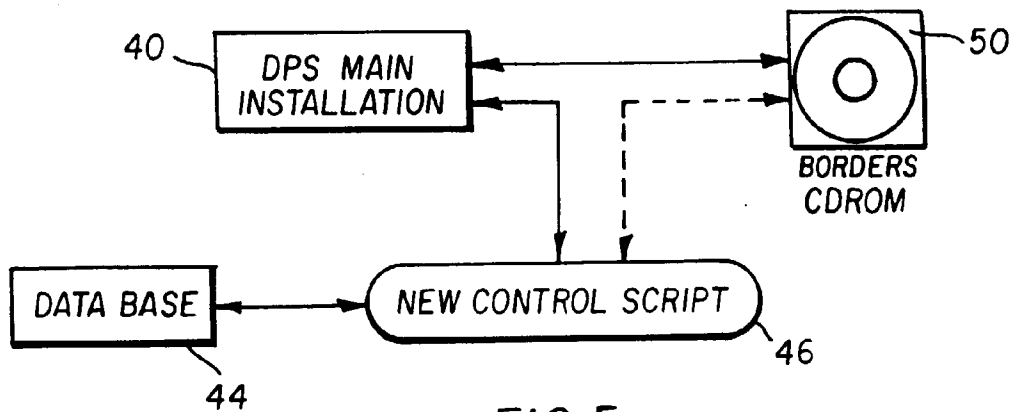 40
DPS MAIN
INSTALLATION
50
BORDERS
CDROM
DATA BASE
44
NEW CONTROL SCRIPT
46